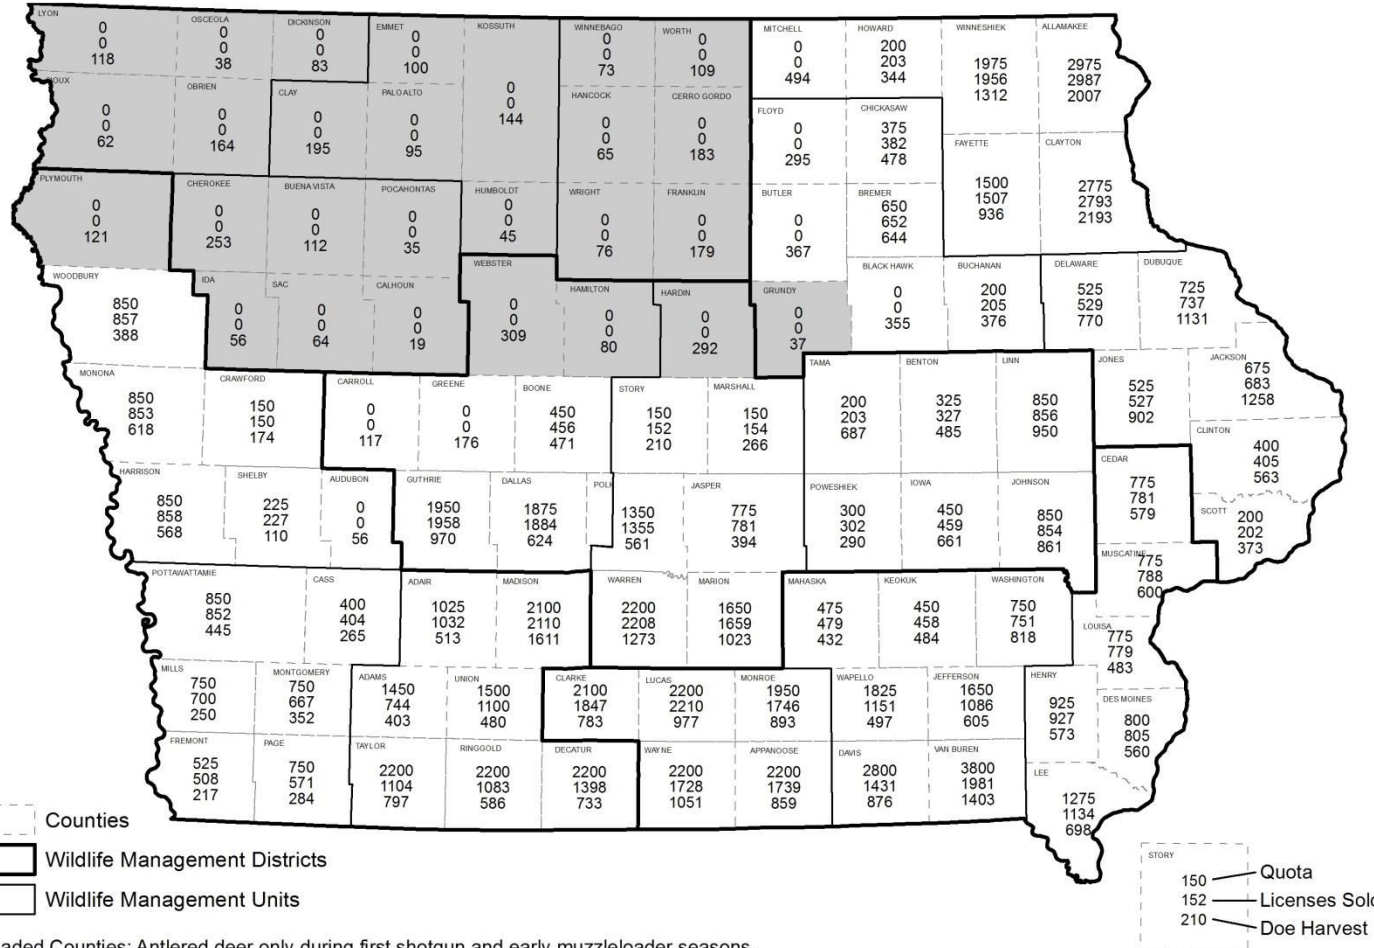 LYON
0
0
118
OSCEOLA
0
0
38
DICKINSON
0
0
83
EMMET
0
0
100
KOSSUTH
0
0
144
WINNEBAGO
0
0
73
WORTH
0
0
109
MITCHELL
0
0
494
HOWARD
200
203
344
WINNESHIEK
1975
1956
1312
ALLAMAKEE
2975
2987
2007
SIOUX
0
0
62
OBRIEN
0
0
164
CLAY
0
0
195
PALO ALTO
0
0
95
HANCOCK
0
0
65
CERRO GORDO
0
0
183
FLOYD
0
0
295
CHICKASAW
375
382
478
FAYETTE
1500
1507
936
CLAYTON
2775
2793
2193
PLYMOUTH
0
0
121
CHEROKEE
0
0
253
BUENA VISTA
0
0
112
POCAHONTAS
0
0
35
HUMBOLDT
0
0
45
WRIGHT
0
0
76
FRANKLIN
0
0
179
BUTLER
0
0
367
BREMER
650
652
644
WOODBURY
850
857
388
IDA
0
0
56
SAC
0
0
64
CALHOUN
0
0
19
WEBSTER
0
0
309
HAMILTON
0
0
80
HARDIN
0
0
292
GRUNDY
0
0
37
BLACK HAWK
0
0
355
BUCHANAN
200
205
376
DELAWARE
525
529
770
DUBUQUE
725
737
1131
MONONA
850
853
618
CRAWFORD
150
150
174
CARROLL
0
0
117
GREENE
0
0
176
BOONE
450
456
471
STORY
150
152
210
MARSHALL
150
154
266
TAMA
200
203
687
BENTON
325
327
485
LINN
850
856
950
JONES
525
527
902
JACKSON
675
683
1258
CLINTON
400
405
563
HARRISON
850
858
568
SHELBY
225
227
110
AUDUBON
0
0
56
GUTHRIE
1950
1958
970
DALLAS
1875
1884
624
POLK
1350
1355
561
JASPER
775
781
394
POWESHIEK
300
302
290
IOWA
450
459
661
JOHNSON
850
854
861
CEDAR
775
781
579
SCOTT
200
202
373
MUSCATINE
775
788
600
POTTAWATTAMIE
850
852
445
CASS
400
404
265
ADAIR
1025
1032
513
MADISON
2100
2110
1611
WARREN
2200
2208
1273
MARION
1650
1659
1023
MAHASKA
475
479
432
KEOKUK
450
458
484
WASHINGTON
750
751
818
LOUISA
775
779
483
MILLS
750
700
250
MONTGOMERY
750
667
352
ADAMS
1450
744
403
UNION
1500
1100
480
CLARKE
2100
1847
783
LUCAS
2200
2210
977
MONROE
1950
1746
893
WAPELLO
1825
1151
497
JEFFERSON
1650
1086
605
HENRY
925
927
573
DES MOINES
800
805
560
FREMONT
525
508
217
PAGE
750
571
284
TAYLOR
2200
1104
797
RINGGOLD
2200
1083
586
DECATUR
2200
1398
733
WAYNE
2200
1728
1051
APPANOOSE
2200
1739
859
DAVIS
2800
1431
876
VAN BUREN
3800
1981
1403
LEE
1275
1134
698
Counties
Wildlife Management Districts
Wildlife Management Units
STORY
150 Quota
152 Licenses Sold
210 Doe Harvest
aded Counties: Antlered deer only during first shotgun and early muzzleloader seasons